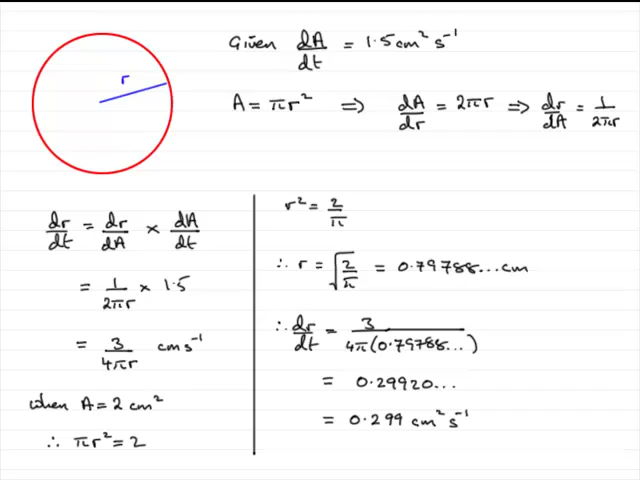 r
Given dA/dt = 1.5 cm² s⁻¹
A = πr² ⟹ dA/dr = 2πr ⟹ dr/dA = 1/2πr
dr/dt = dr/dA × dA/dt
= 1/2πr × 1.5
= 3/4πr cm s⁻¹
when A = 2 cm²
∴ πr² = 2
r² = 2/π
∴ r = √(2/π) = 0.79788... cm
∴ dr/dt = 3/4π(0.79788...)
= 0.29920...
= 0.299 cm² s⁻¹